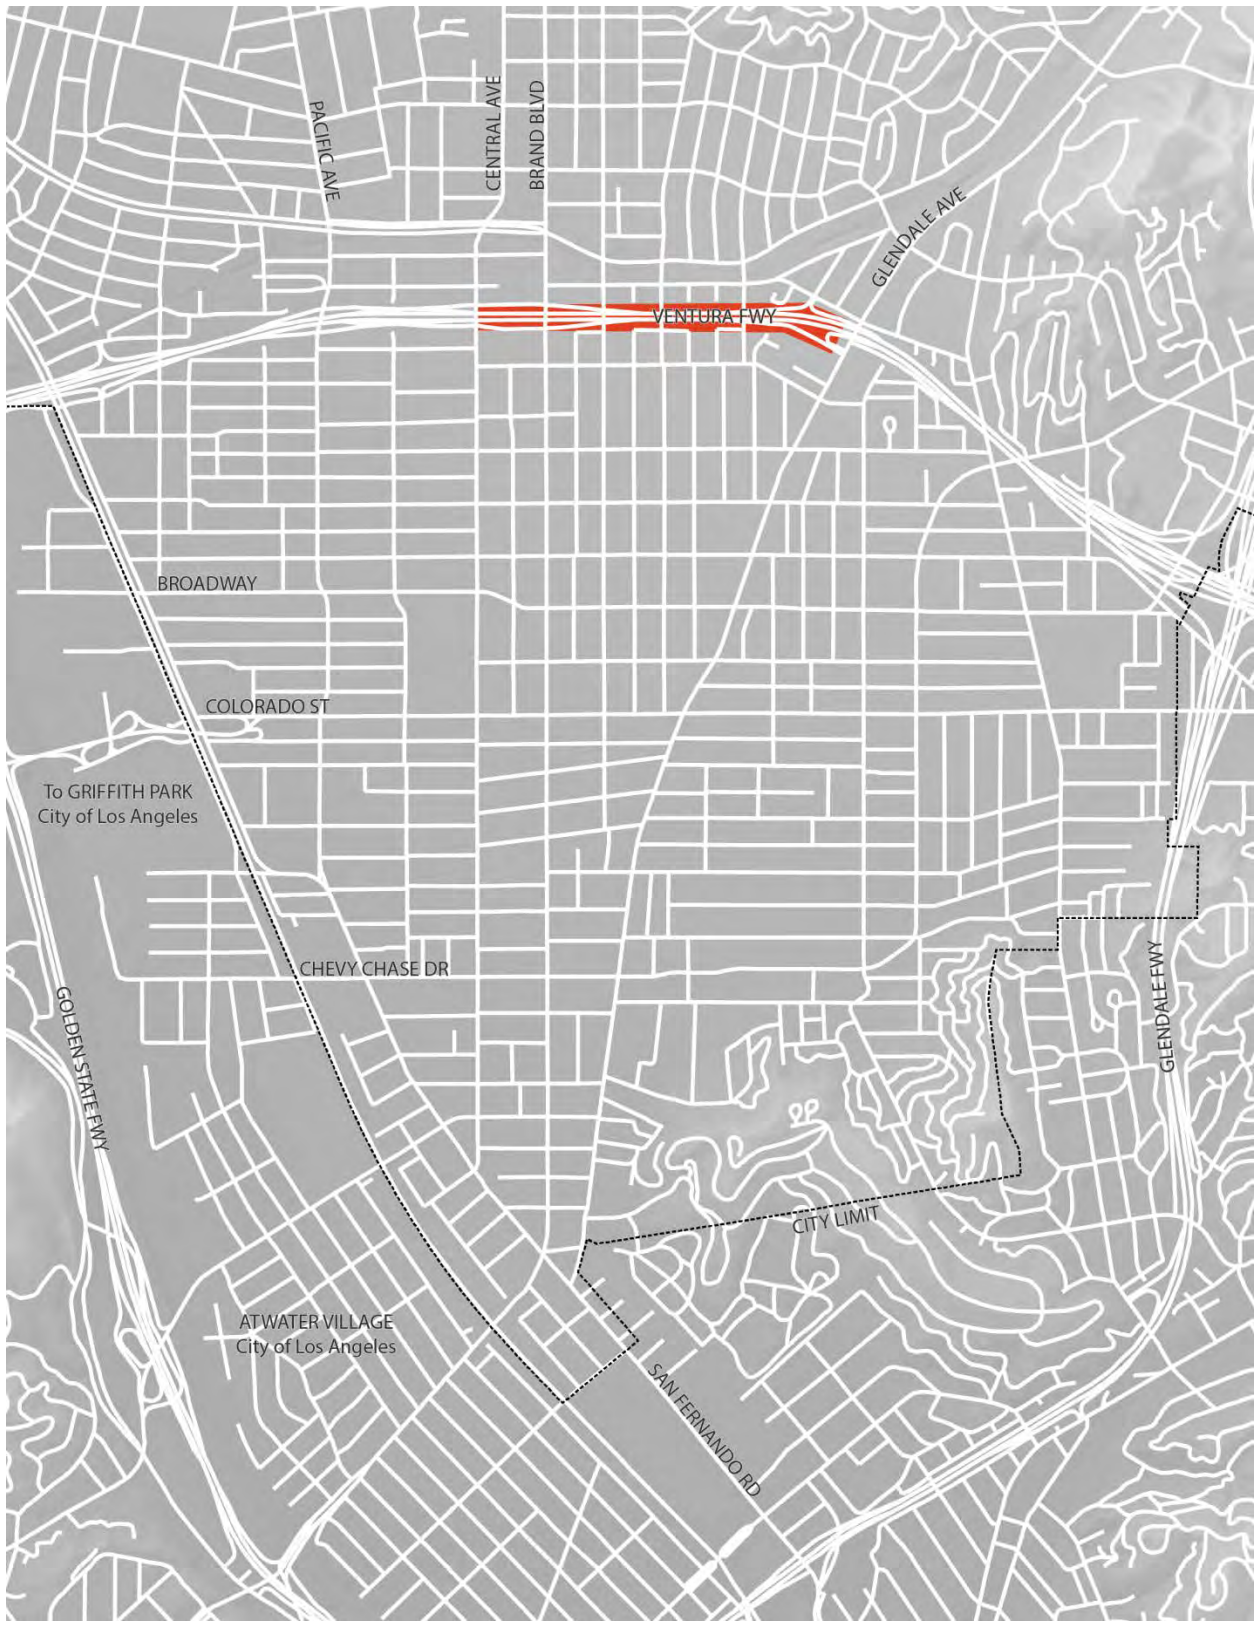 PACIFIC AVE
CENTRAL AVE
BRAND BLVD
GLENDALE AVE
VENTURA FWY
BROADWAY
COLORADO ST
To GRIFFITH PARK
City of Los Angeles
CHEVY CHASE DR
GOLDEN STATE FWY
GLENDALE FWY
CITY LIMIT
ATWATER VILLAGE
City of Los Angeles
SAN FERNANDO RD